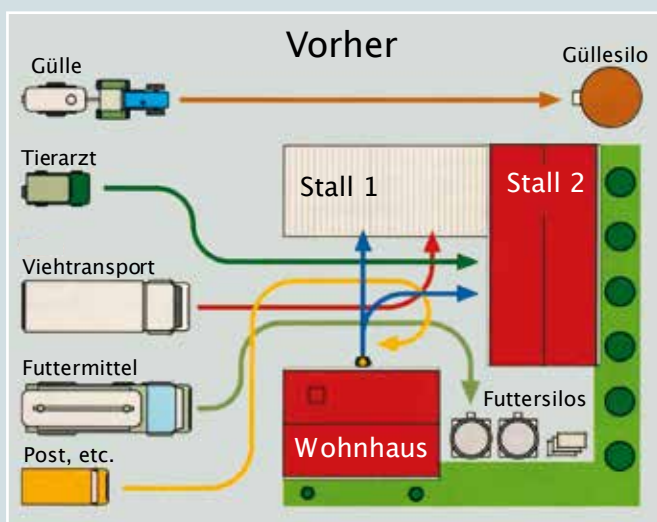 Vorher
Gülle
Güllesilo
Tierarzt
Stall 1
Stall 2
Viehtransport
Futtermittel
Futtersilos
Wohnhaus
Post, etc.